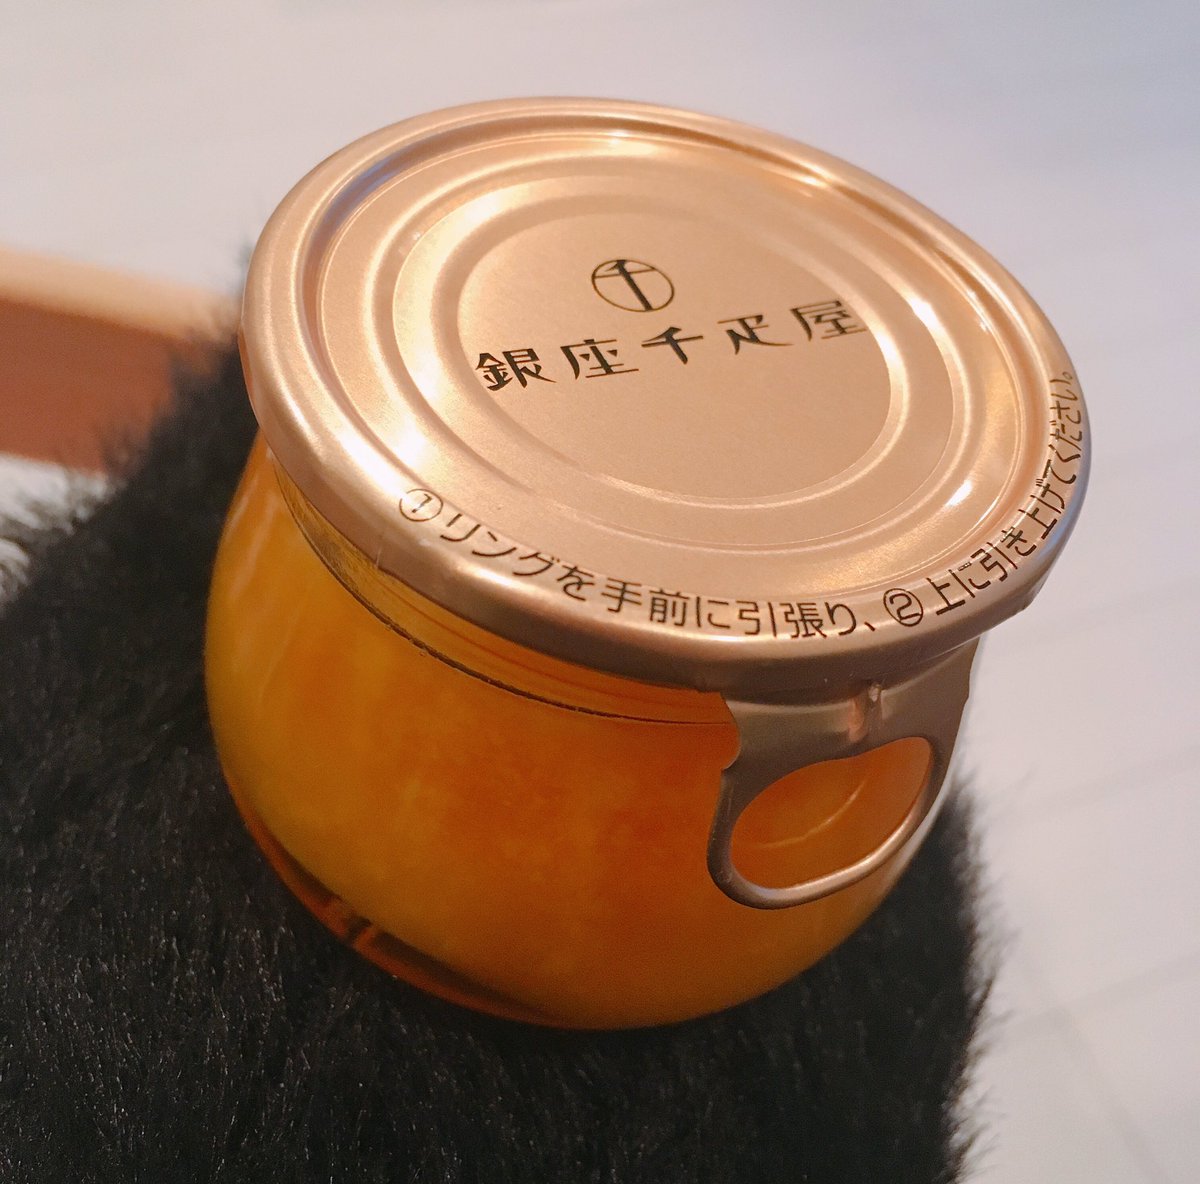 千
銀座千疋屋
①リングを手前に引張り、②上に引き上げてください。